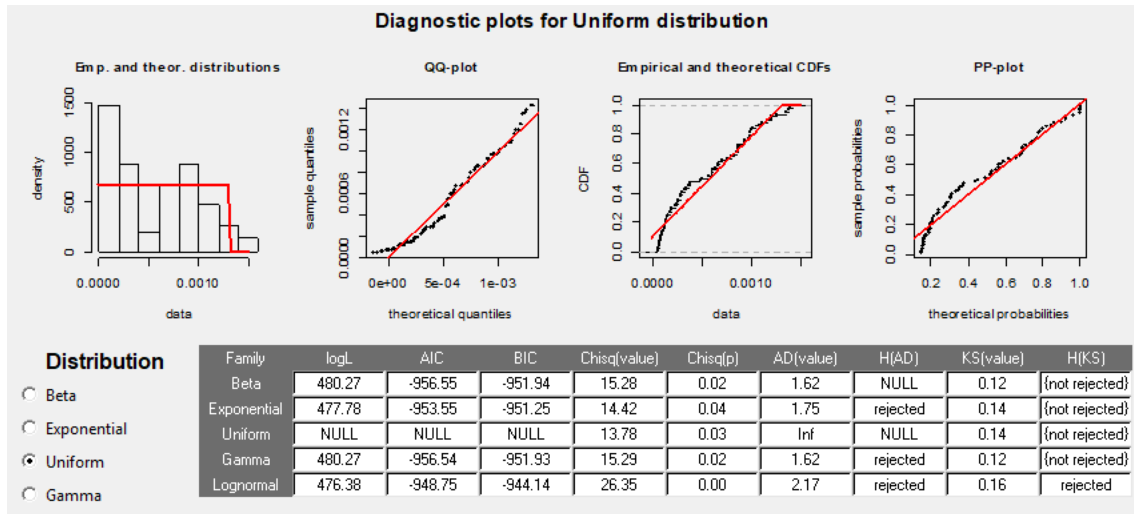 Diagnostic plots for Uniform distribution
Emp. and theor. distributions
QQ-plot
Empirical and theoretical CDFs
PP-plot
density
0 500 1000 1500
0.0000 0.0010
data
sample quantiles
0.0000 0.0006 0.0012
0e+00 5e-04 1e-03
theoretical quantiles
CDF
0.0 0.2 0.4 0.6 0.8 1.0
0.0000 0.0010
data
sample probabilities
0.0 0.2 0.4 0.6 0.8 1.0
0.2 0.4 0.6 0.8 1.0
theoretical probabilities
Distribution
Beta
Exponential
Uniform
Gamma
Family logL AIC BIC Chisq(value) Chisq(p) AD(value) H(AD) KS(value) H(KS)
Beta 480.27 -956.55 -951.94 15.28 0.02 1.62 NULL 0.12 {not rejected}
Exponential 477.78 -953.55 -951.25 14.42 0.04 1.75 rejected 0.14 {not rejected}
Uniform NULL NULL NULL 13.78 0.03 Inf NULL 0.14 {not rejected}
Gamma 480.27 -956.54 -951.93 15.29 0.02 1.62 rejected 0.12 {not rejected}
Lognormal 476.38 -948.75 -944.14 26.35 0.00 2.17 rejected 0.16 rejected